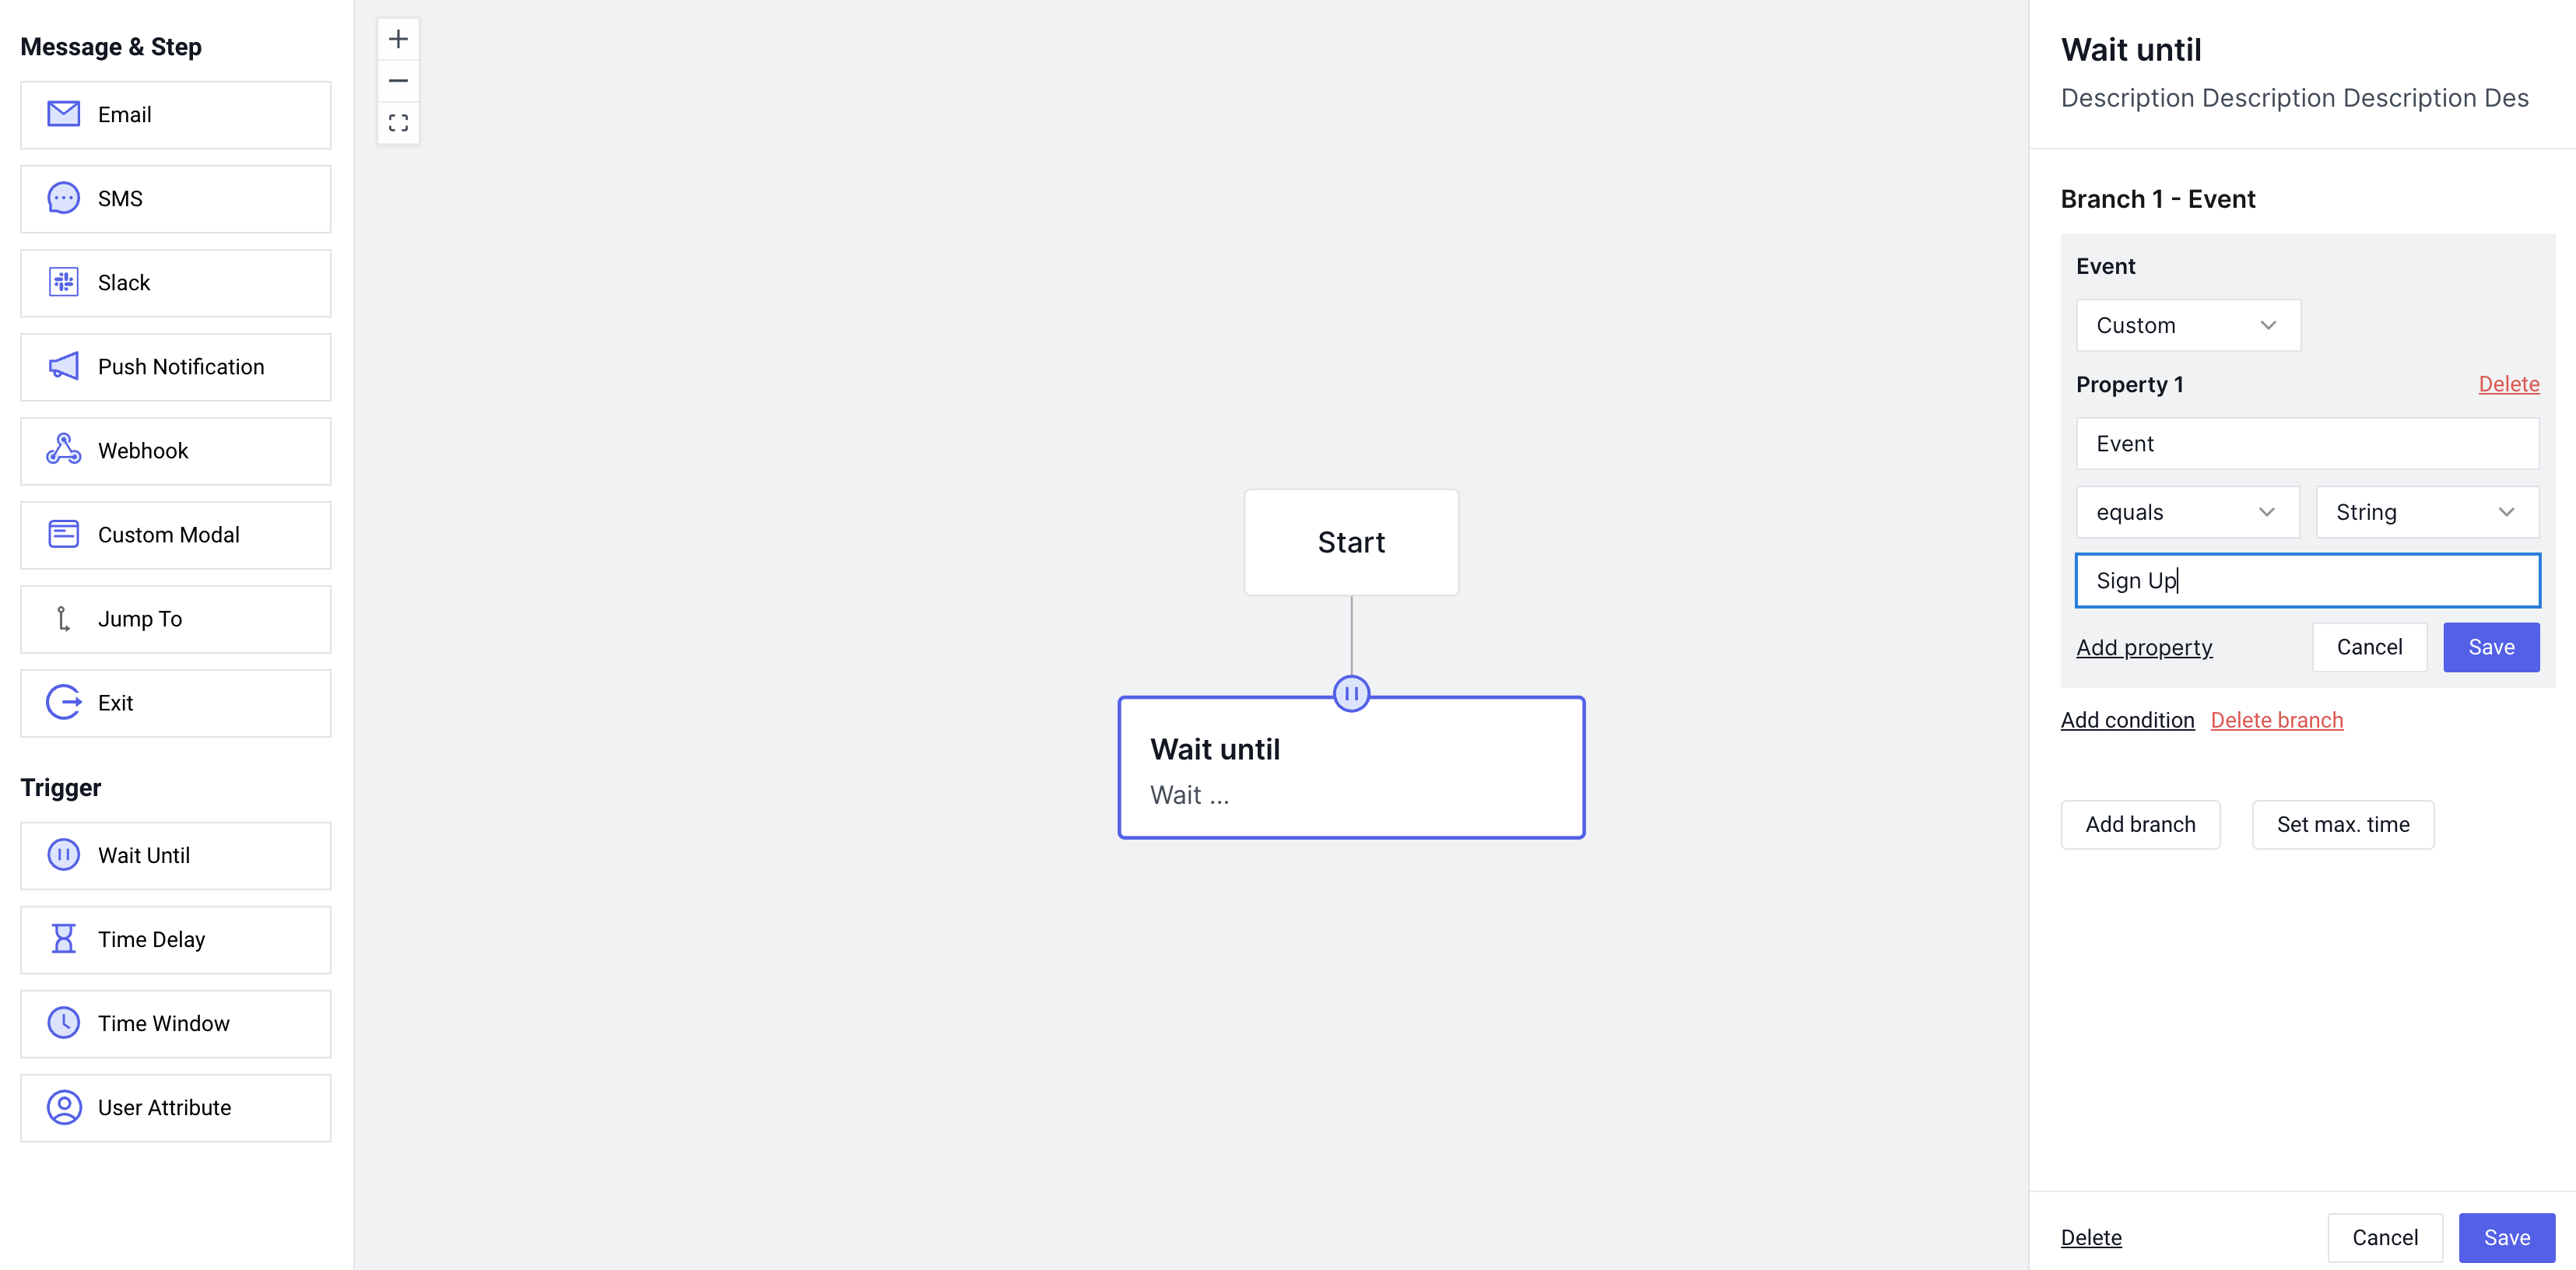 Message & Step
Email
SMS
Slack
Push Notification
Webhook
Custom Modal
Jump To
Exit
Trigger
Wait Until
Time Delay
Time Window
User Attribute
Start
Wait until
Wait ...
Wait until
Description Description Description Des
Branch 1 - Event
Event
Custom
Property 1 Delete
Event
equals String
Sign Up
Add property Cancel Save
Add condition Delete branch
Add branch Set max. time
Delete Cancel Save